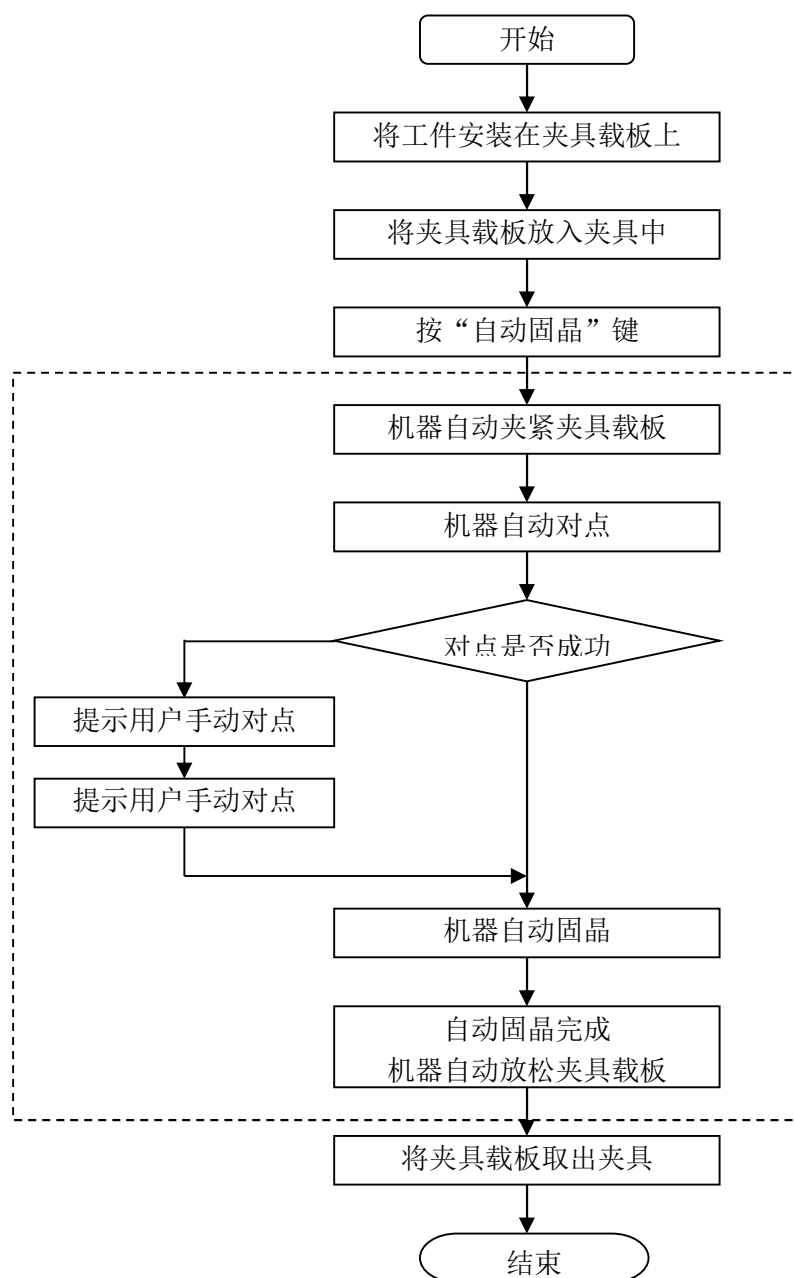 开始
将工件安装在夹具载板上
将夹具载板放入夹具中
按“自动固晶”键
机器自动夹紧夹具载板
机器自动对点
对点是否成功
提示用户手动对点
提示用户手动对点
机器自动固晶
自动固晶完成
机器自动放松夹具载板
将夹具载板取出夹具
结束